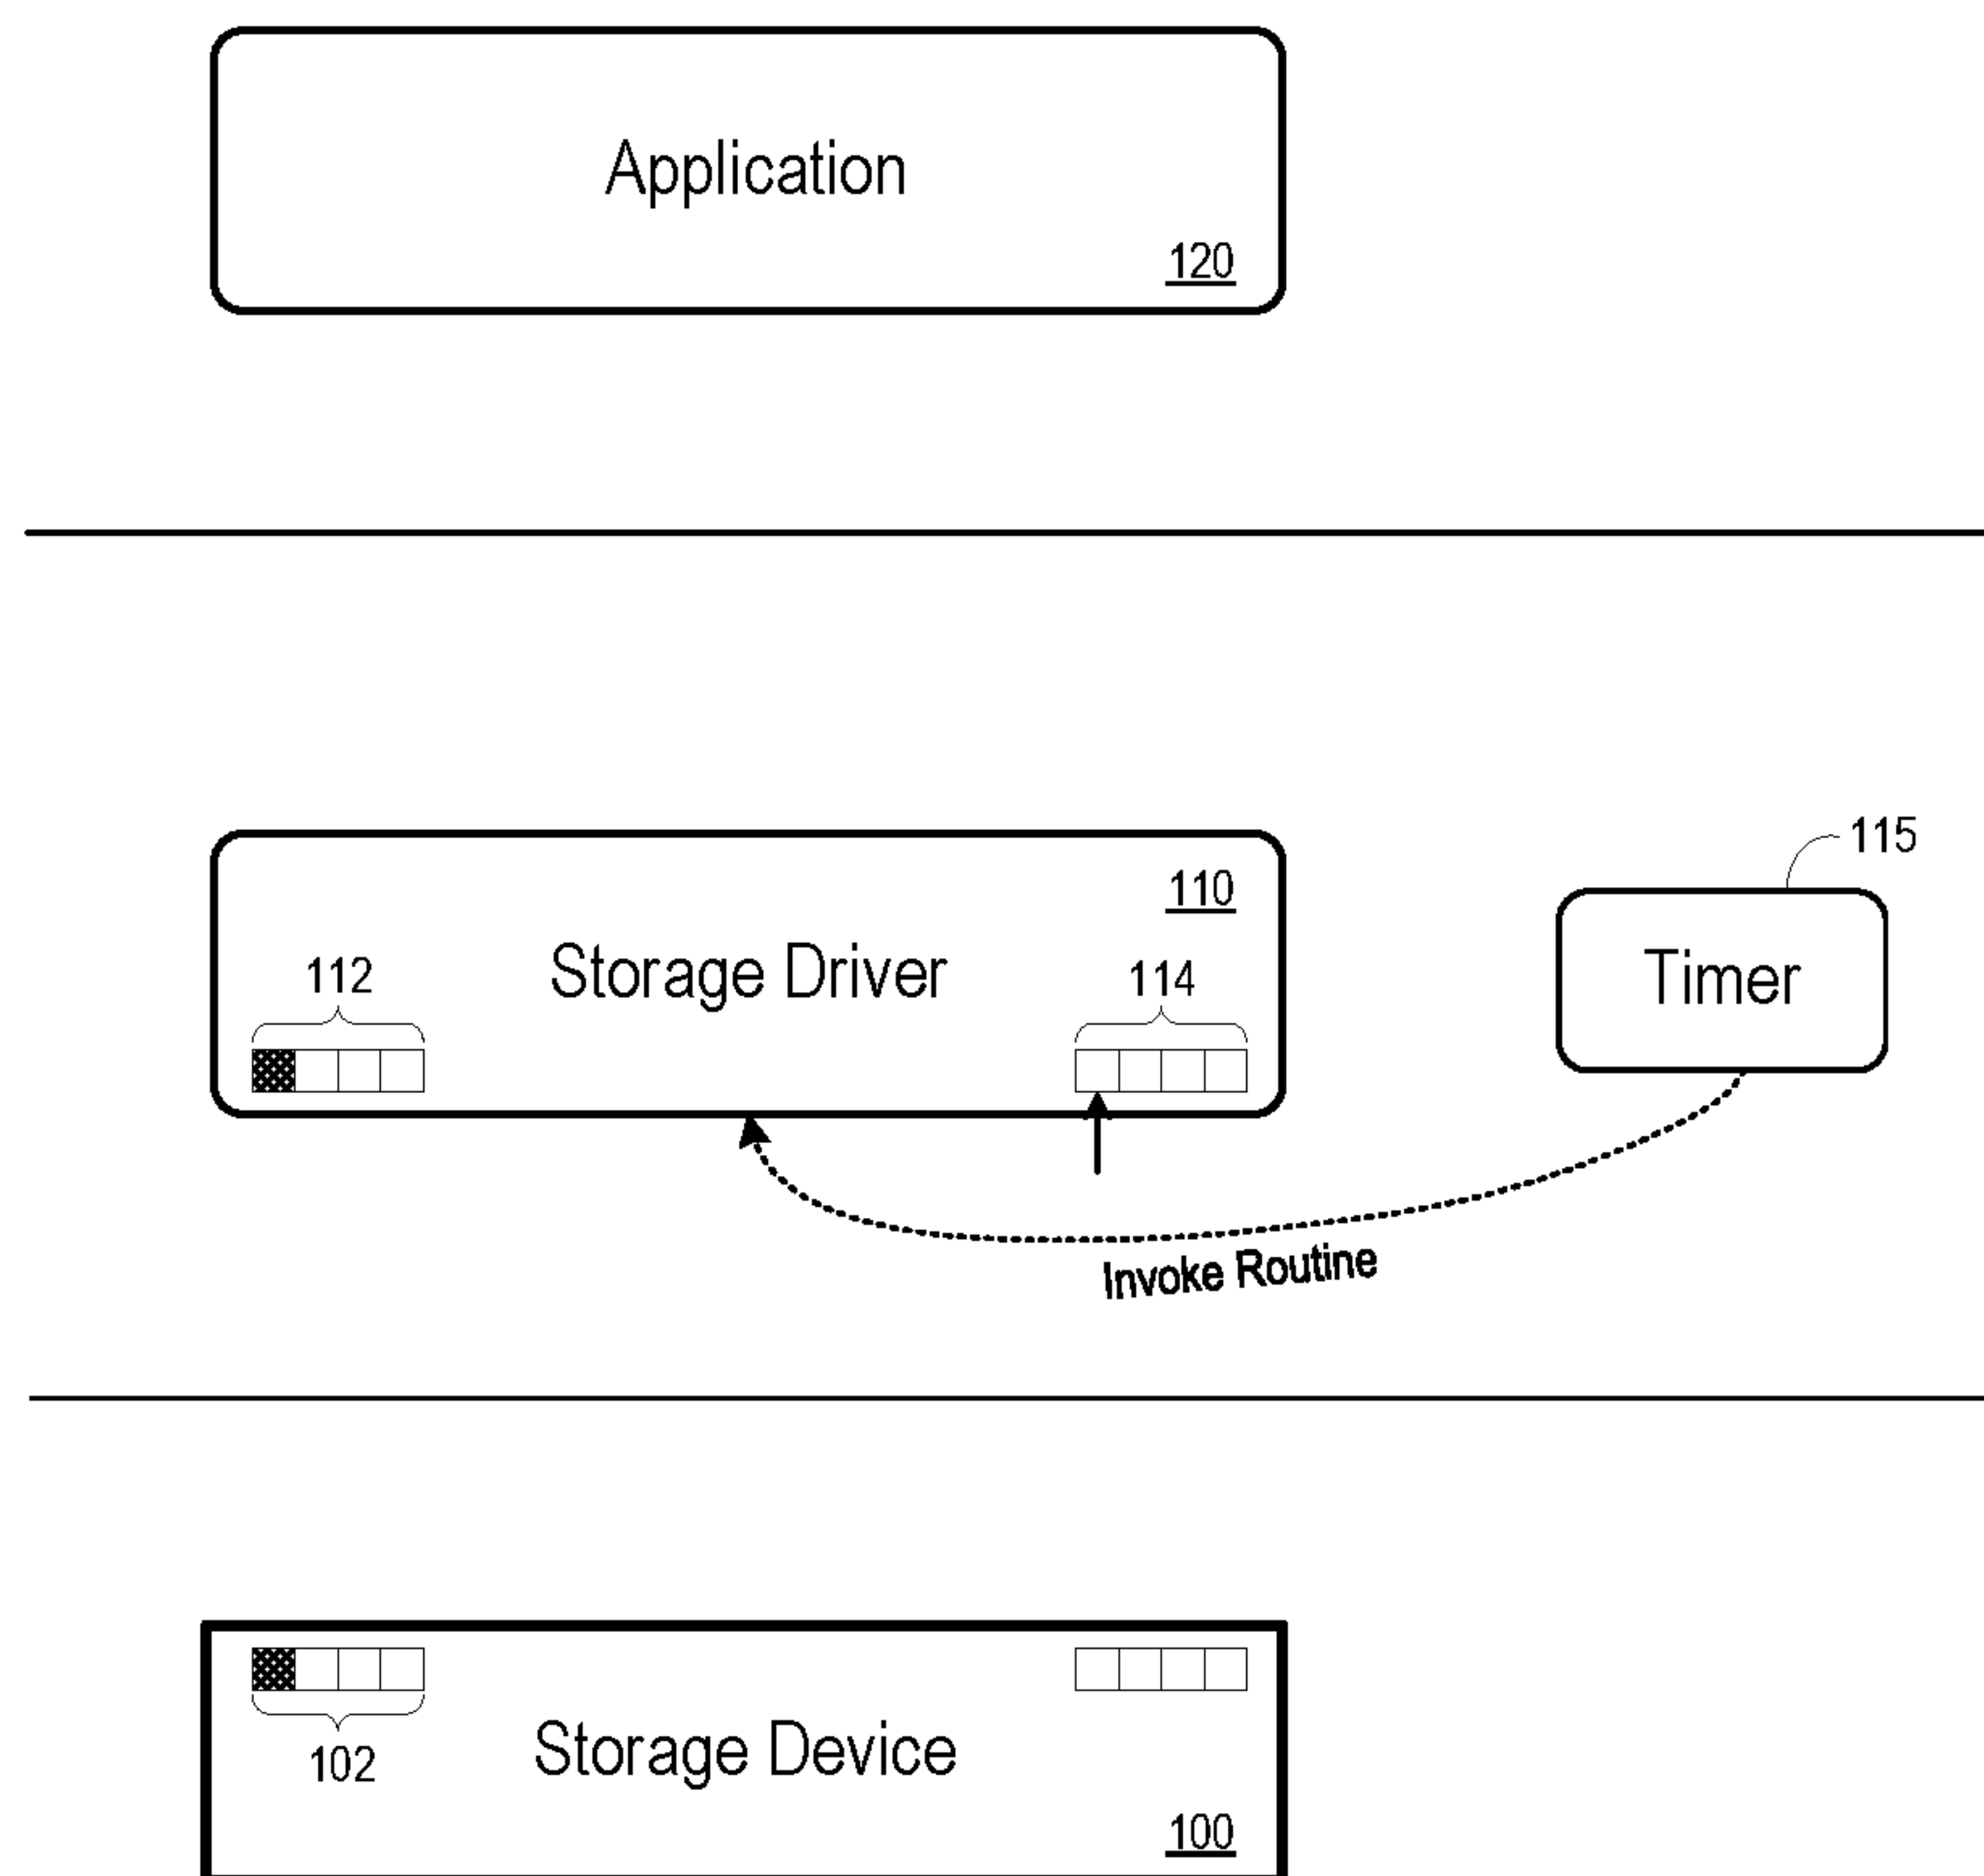 Application
120
115
110
112
Storage Driver
114
Timer
Invoke Routine
102
Storage Device
100